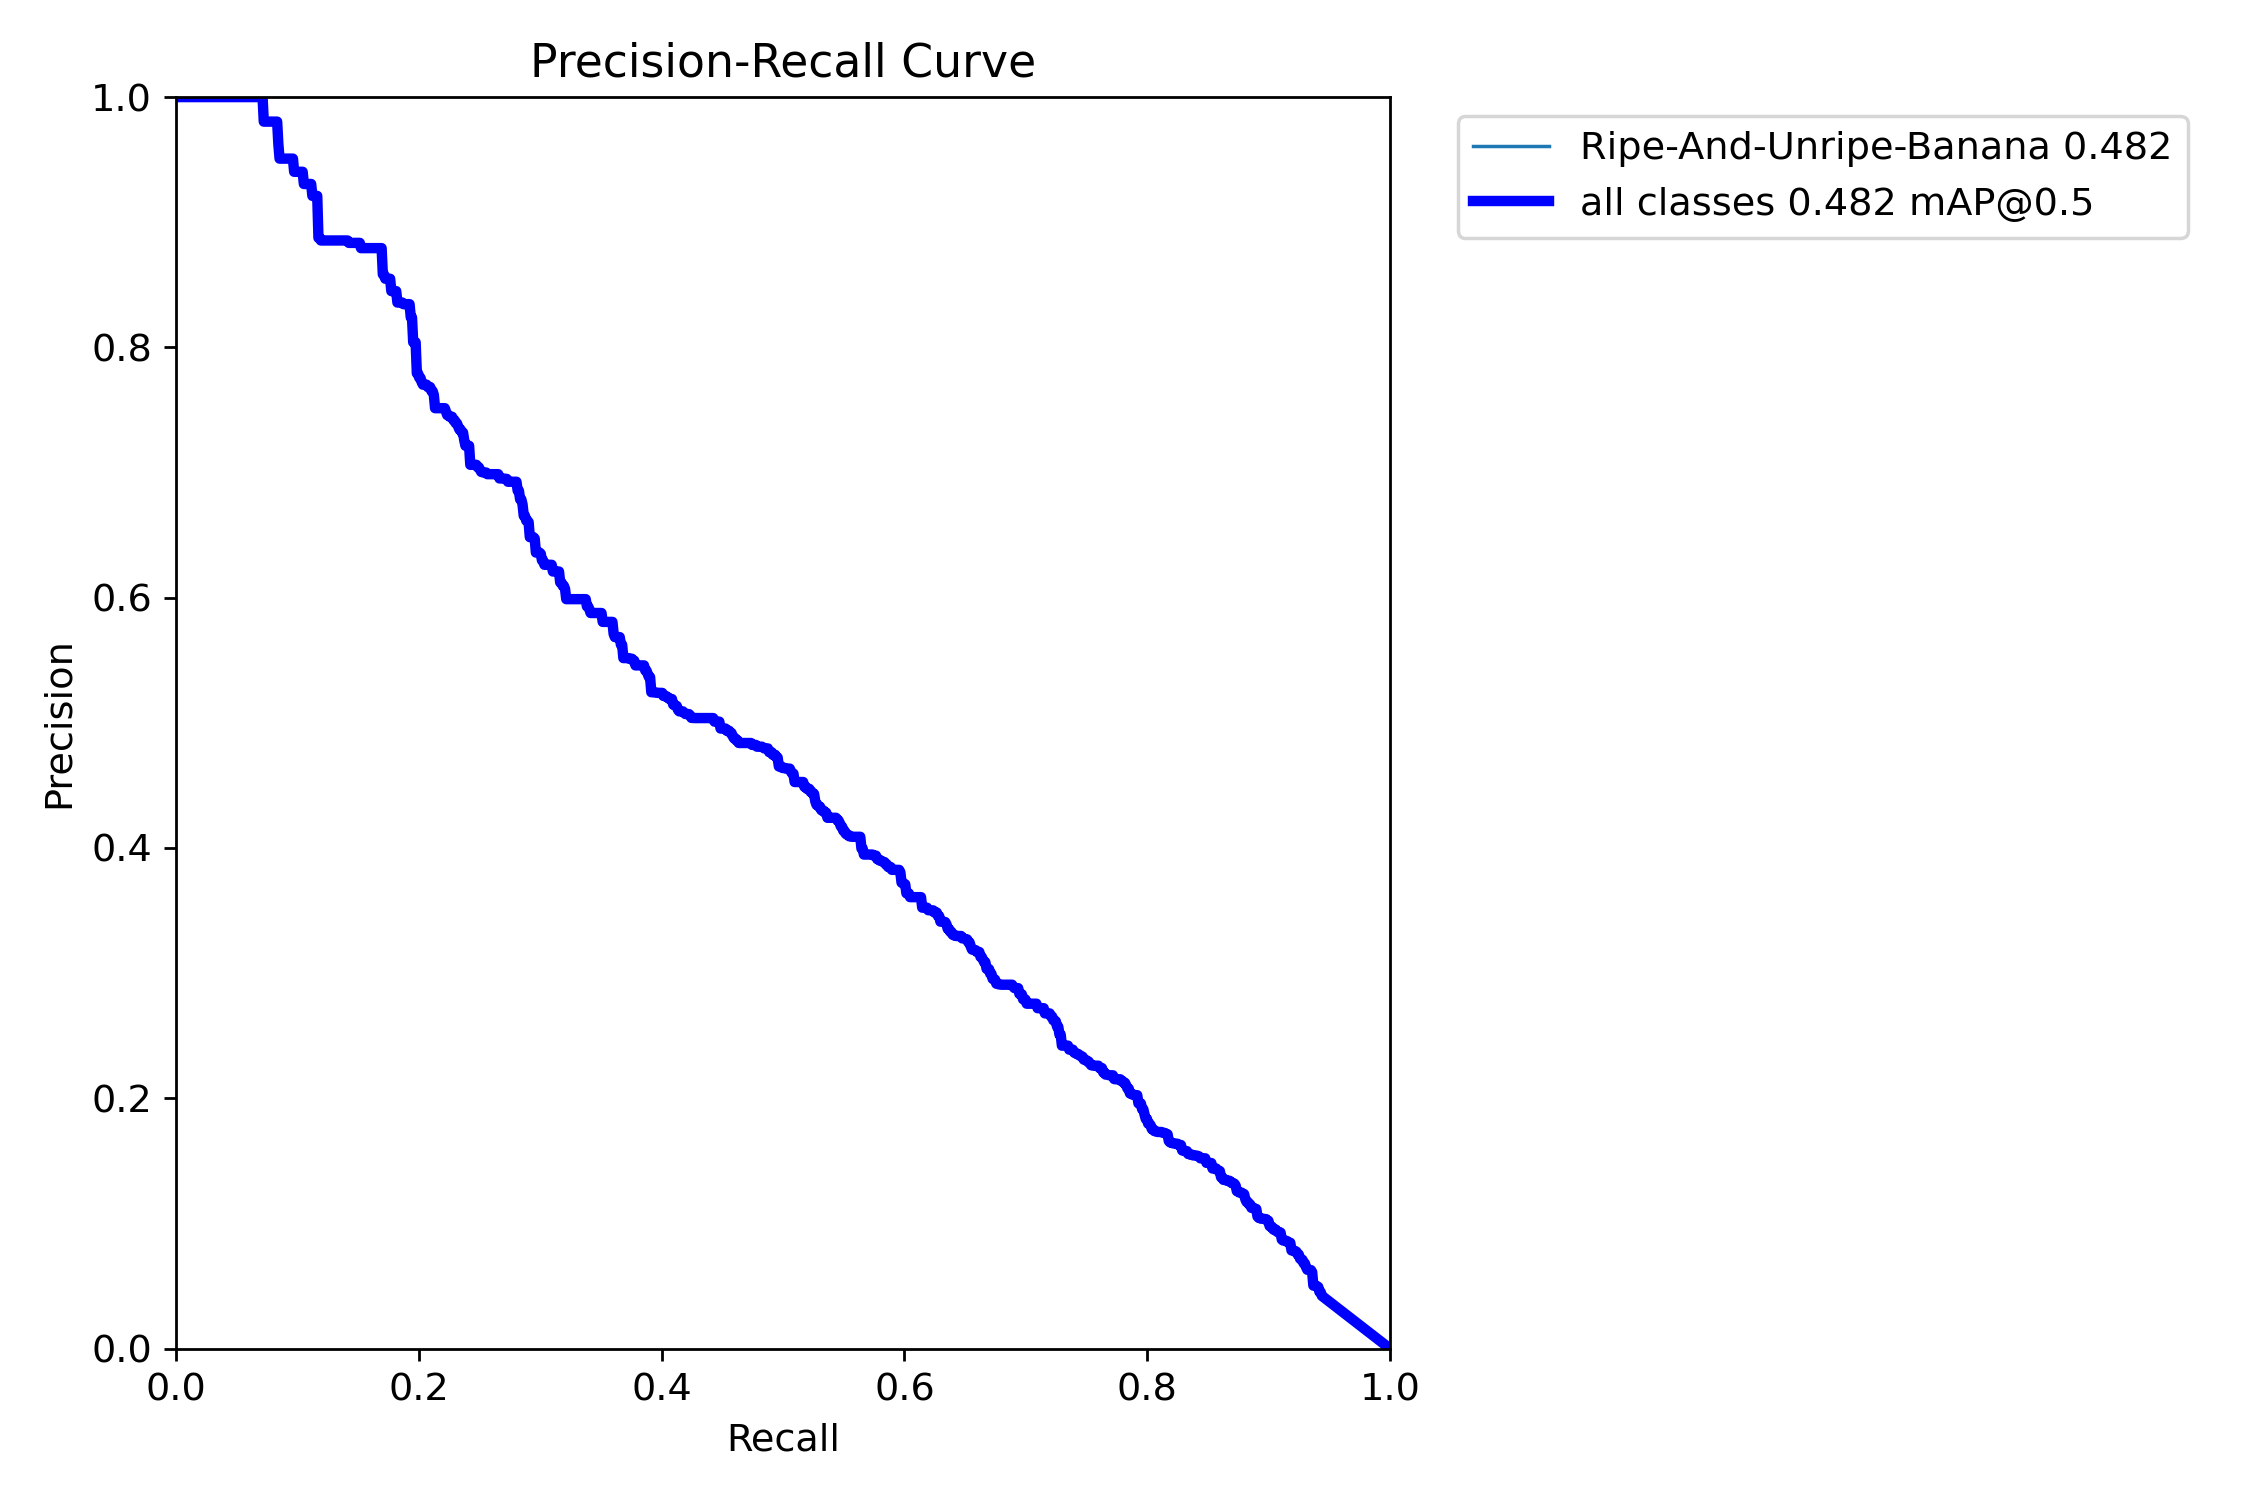 Precision-Recall Curve
Ripe-And-Unripe-Banana 0.482
all classes 0.482 mAP@0.5
Precision
1.0
0.8
0.6
0.4
0.2
0.0
0.0 0.2 0.4 0.6 0.8 1.0
Recall